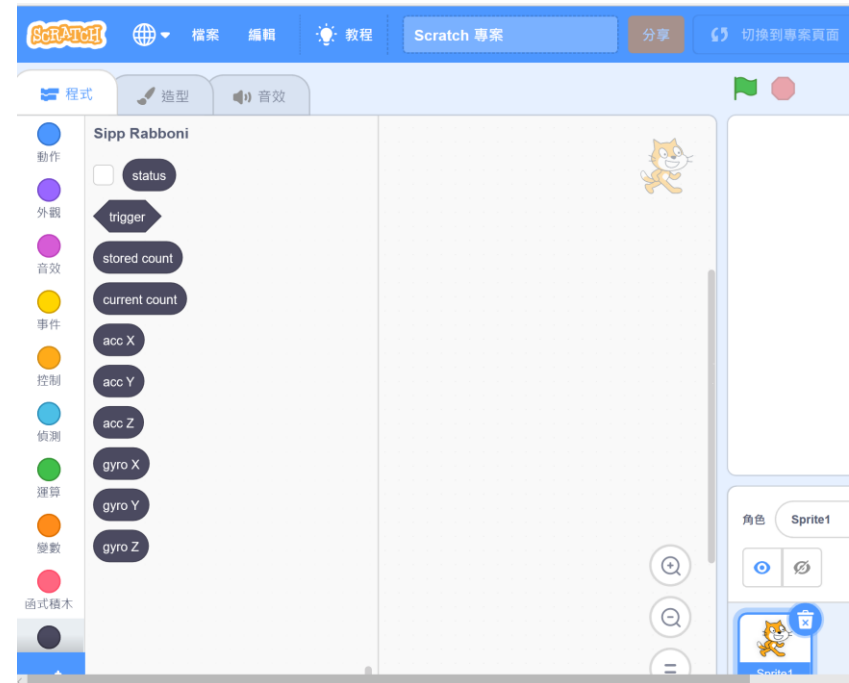 SCRATCH 檔案 編輯 教程 Scratch 專案 分享 切換到專案頁面
程式 造型 音效
動作
外觀
音效
事件
控制
偵測
運算
變數
函式積木
Sipp Rabboni
status
trigger
stored count
current count
acc X
acc Y
acc Z
gyro X
gyro Y
gyro Z
角色 Sprite1
Sprite1